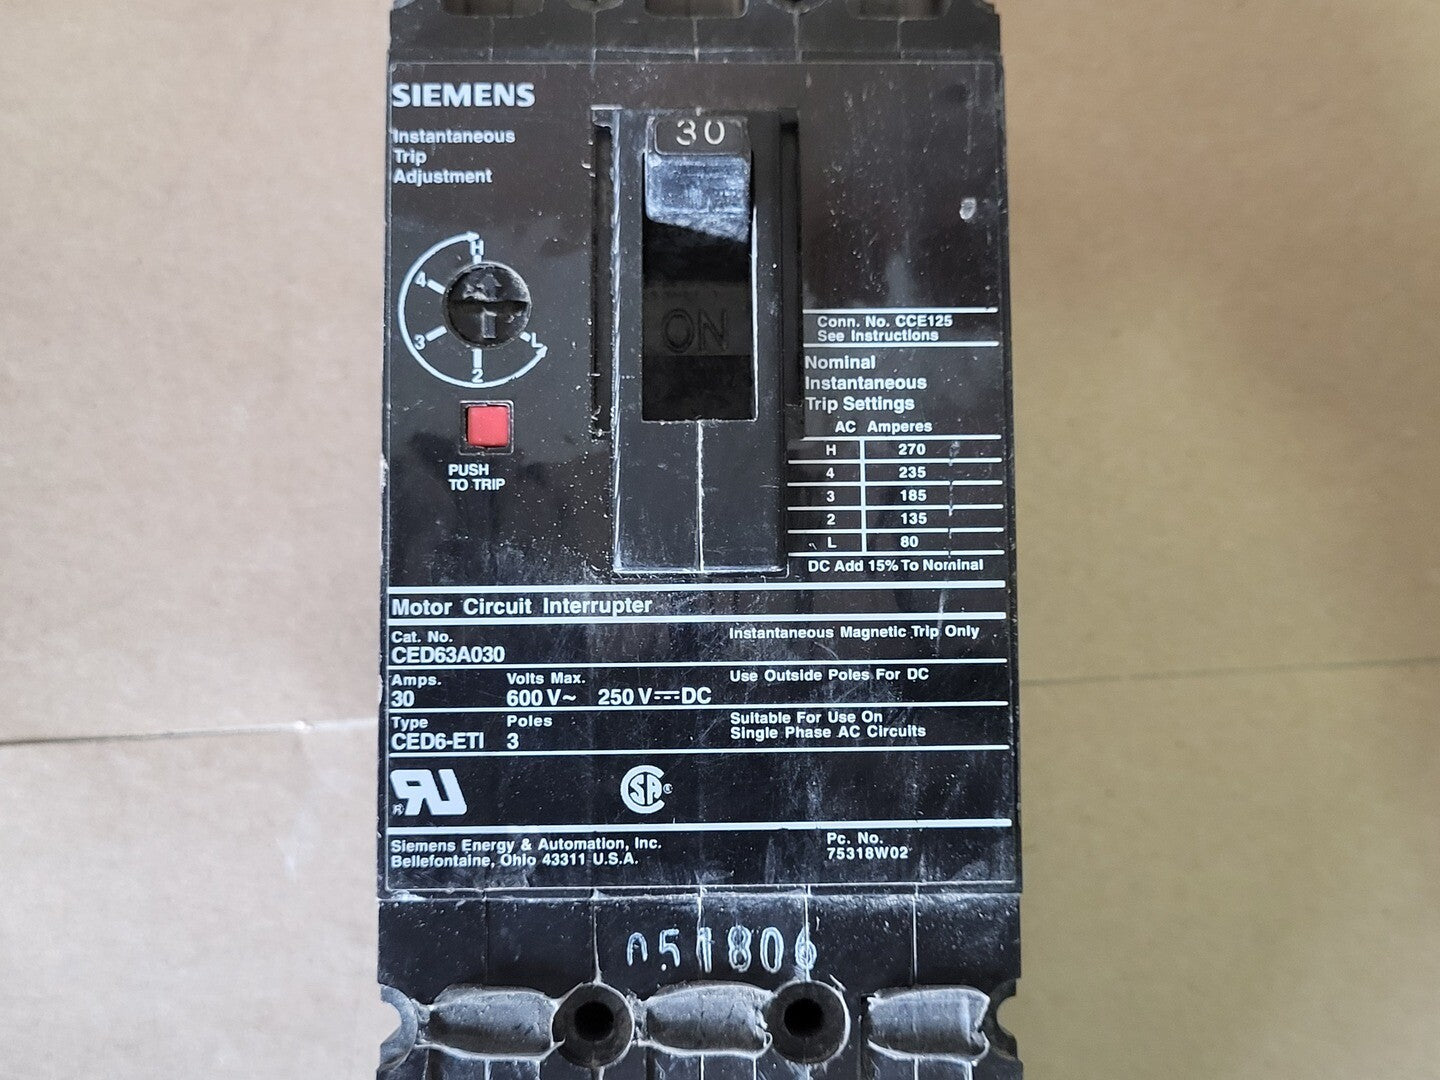 SIEMENS
Instantaneous
Trip
Adjustment
30
H
4
3
2
L
ON
PUSH
TO TRIP
Conn. No. CCE125
See Instructions
Nominal
Instantaneous
Trip Settings
AC Amperes
H 270
4 235
3 185
2 135
L 80
DC Add 15% To Nominal
Motor Circuit Interrupter
Cat. No.
CED63A030
Instantaneous Magnetic Trip Only
Amps. Volts Max.
30 600 V~ 250 V⎓DC
Use Outside Poles For DC
Type Poles
CED6-ETI 3
Suitable For Use On
Single Phase AC Circuits
RU®
SA®
Siemens Energy & Automation, Inc.
Bellefontaine, Ohio 43311 U.S.A.
Pc. No.
75318W02
051806